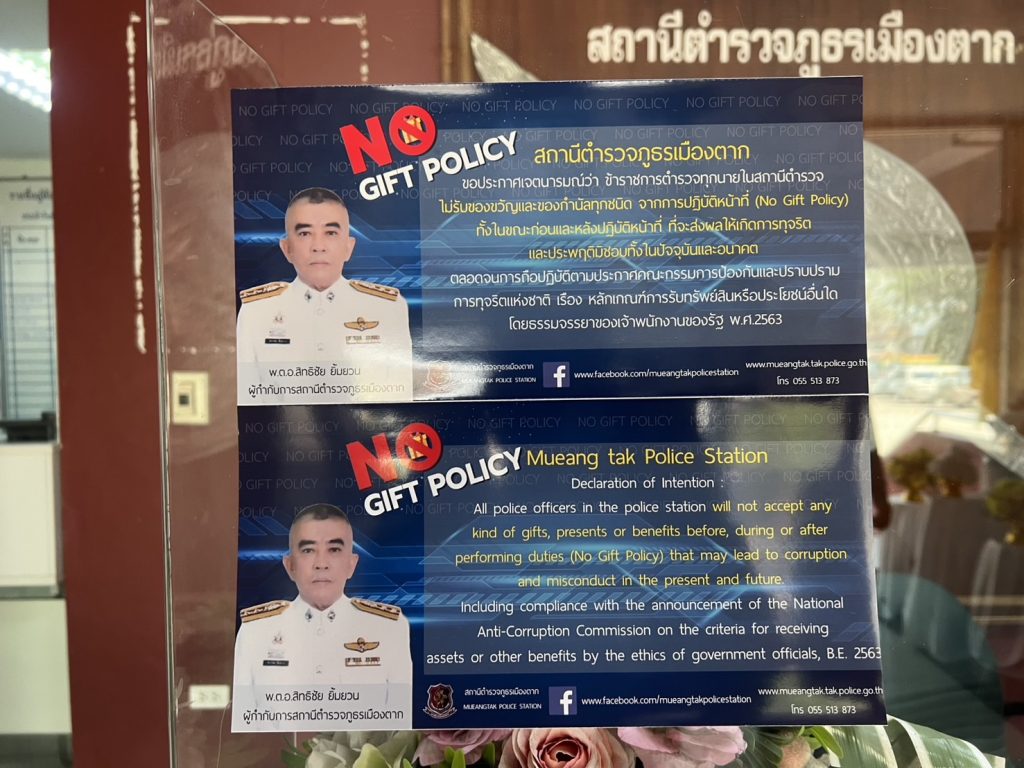 สถานีตำรวจภูธรเมืองตาก
NO GIFT POLICY
NO
GIFT POLICY
สถานีตำรวจภูธรเมืองตาก
ขอประกาศเจตนารมณ์ว่า ข้าราชการตำรวจทุกนายในสถานีตำรวจ
ไม่รับของขวัญและของกำนัลทุกชนิด จากการปฏิบัติหน้าที่ (No Gift Policy)
ทั้งในขณะก่อนและหลังปฏิบัติหน้าที่ ที่จะส่งผลให้เกิดการทุจริต
และประพฤติมิชอบทั้งในปัจจุบันและอนาคต
ตลอดจนการถือปฏิบัติตามประกาศคณะกรรมการป้องกันและปราบปราม
การทุจริตแห่งชาติ เรื่อง หลักเกณฑ์การรับทรัพย์สินหรือประโยชน์อื่นใด
โดยธรรมจรรยาของเจ้าพนักงานของรัฐ พ.ศ.2563
พ.ต.อ.สิทธิชัย ยิ้มยวน
ผู้กำกับการสถานีตำรวจภูธรเมืองตาก
สถานีตำรวจภูธรเมืองตาก
MUEANGTAK POLICE STATION
www.facebook.com/mueangtakpolicestation
www.mueangtak.tak.police.go.th
โทร 055 513 873
NO
GIFT POLICY
Mueang tak Police Station
Declaration of Intention :
All police officers in the police station will not accept any
kind of gifts, presents or benefits before, during or after
performing duties (No Gift Policy) that may lead to corruption
and misconduct in the present and future.
Including compliance with the announcement of the National
Anti-Corruption Commission on the criteria for receiving
assets or other benefits by the ethics of government officials, B.E. 2563
พ.ต.อ.สิทธิชัย ยิ้มยวน
ผู้กำกับการสถานีตำรวจภูธรเมืองตาก
สถานีตำรวจภูธรเมืองตาก
MUEANGTAK POLICE STATION
www.facebook.com/mueangtakpolicestation
www.mueangtak.tak.police.go.th
โทร 055 513 873